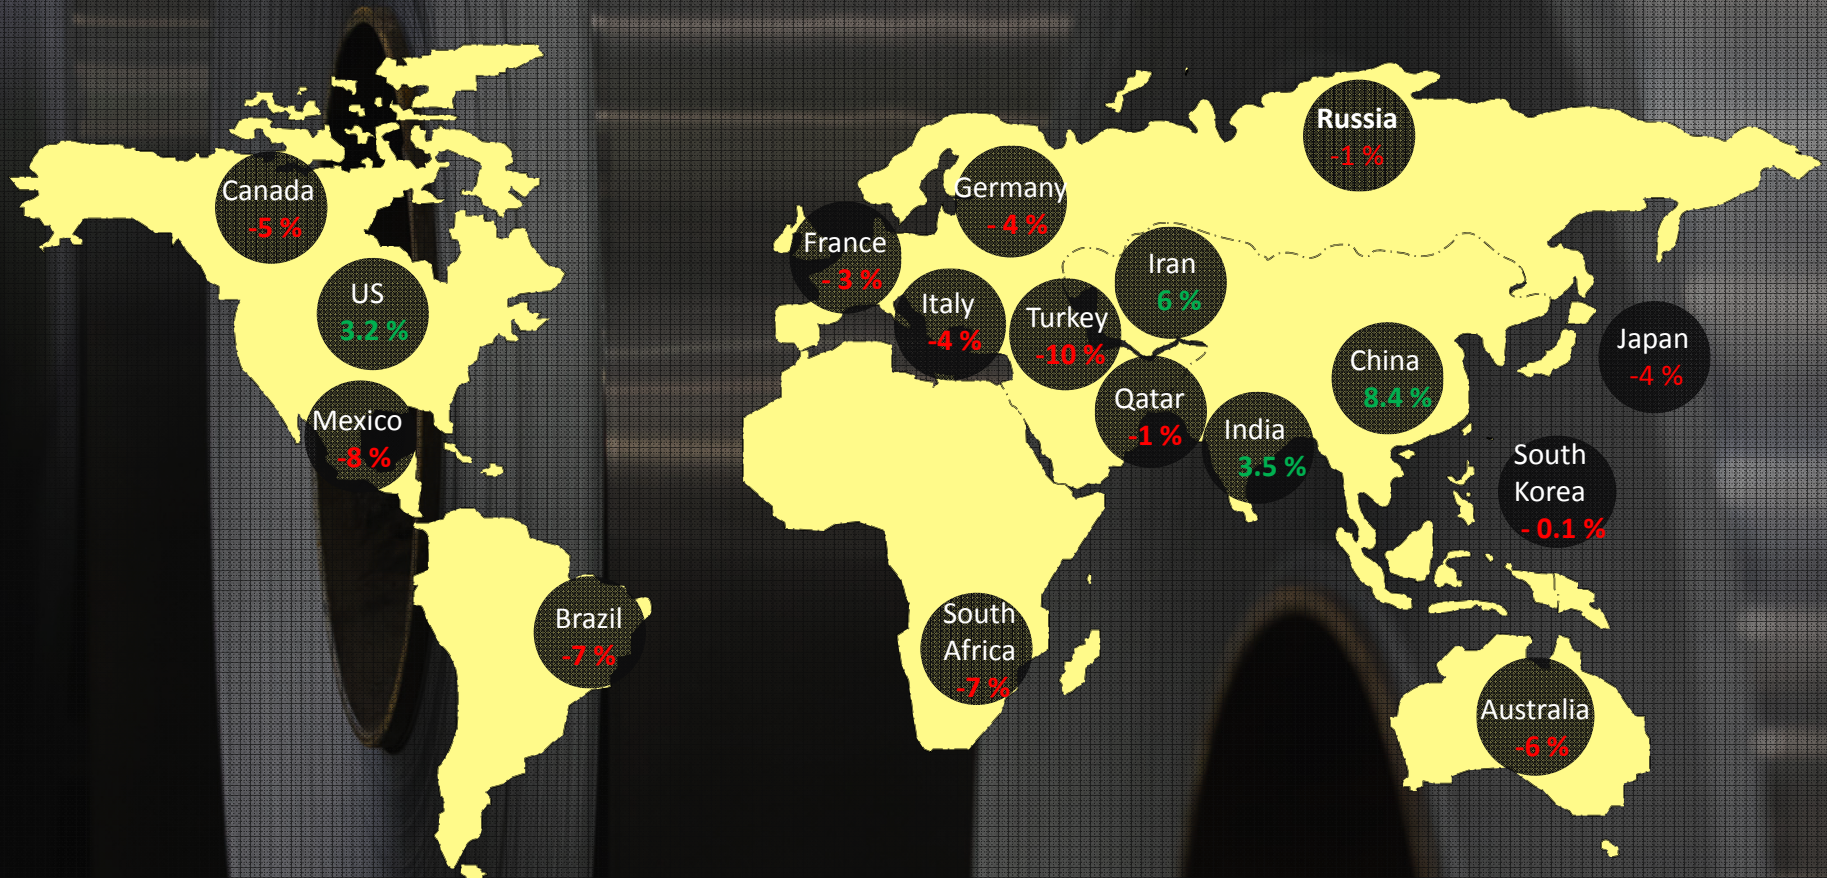 Canada
-5 %
US
3.2 %
Mexico
-8 %
Brazil
-7 %
France
- 3 %
Germany
- 4 %
Italy
-4 %
Turkey
-10 %
Iran
6 %
Qatar
-1 %
India
3.5 %
Russia
-1 %
China
8.4 %
Japan
-4 %
South
Korea
- 0.1 %
South
Africa
-7 %
Australia
-6 %